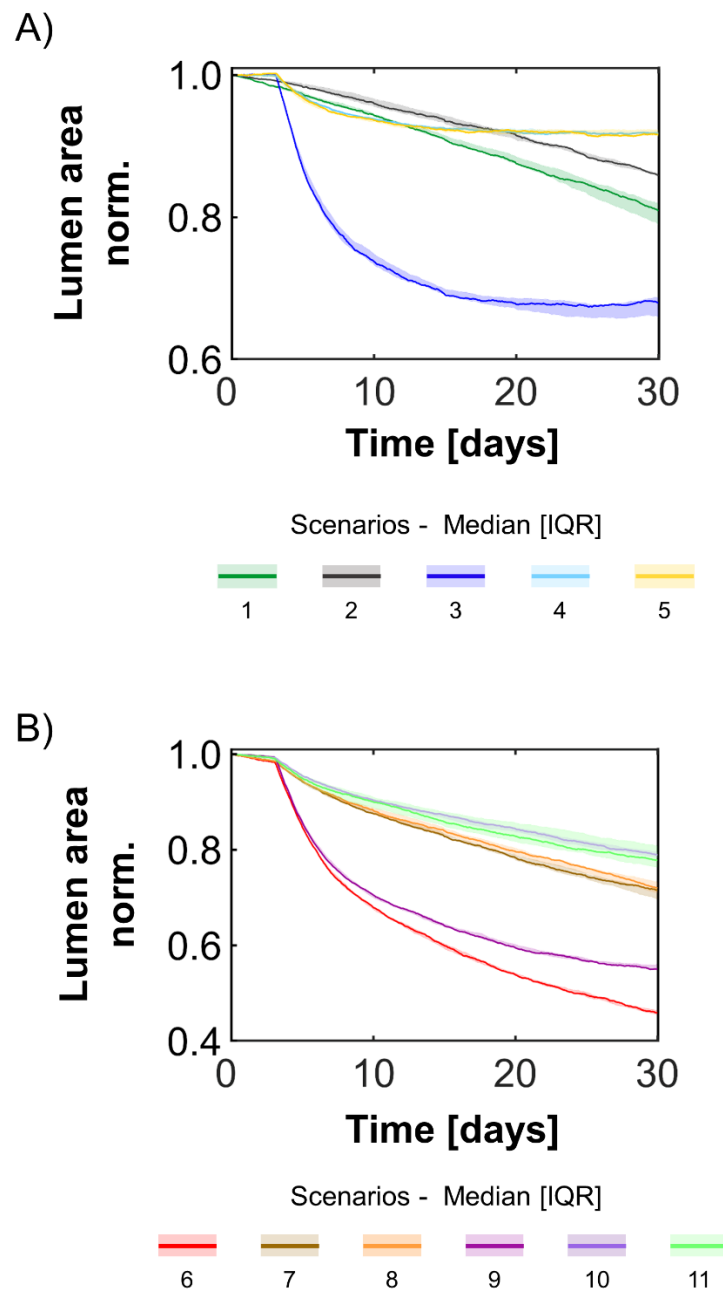 A)
Lumen area
norm.
1.0
0.8
0.6
0 10 20 30
Time [days]
Scenarios - Median [IQR]
1 2 3 4 5
B)
Lumen area
norm.
1.0
0.8
0.6
0.4
0 10 20 30
Time [days]
Scenarios - Median [IQR]
6 7 8 9 10 11